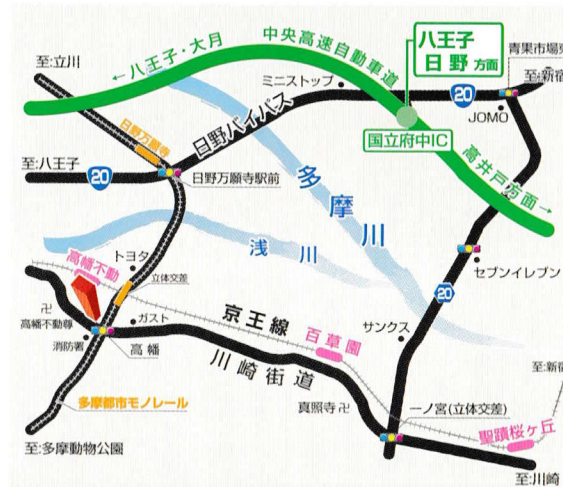 至:立川
←八王子・大月
中央高速自動車道
八王子
日野 方面
青果市場東
至:新宿
ミニストップ
20
JOMO
日野万願寺
日野バイパス
国立府中IC
高井戸方面→
至:八王子
20
日野万願寺駅前
多摩川
浅川
トヨタ
高幡不動
立体交差
セブンイレブン
20
卍
高幡不動尊
ガスト
京王線
サンクス
消防署
高幡
百草園
川崎街道
至:新宿
多摩都市モノレール
真照寺卍
一ノ宮(立体交差)
聖蹟桜ヶ丘
至:多摩動物公園
至:川崎